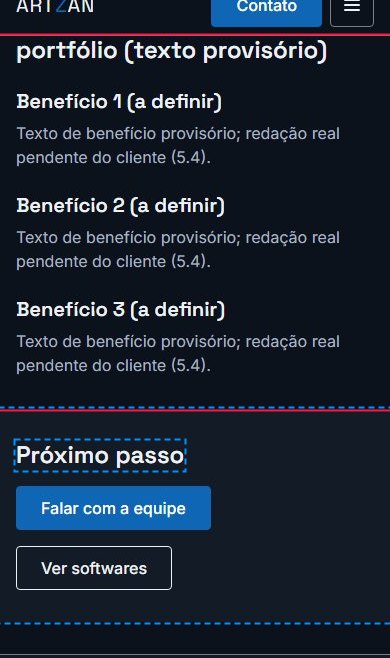 ARTZAN
Contato
portfólio (texto provisório)
Benefício 1 (a definir)
Texto de benefício provisório; redação real
pendente do cliente (5.4).
Benefício 2 (a definir)
Texto de benefício provisório; redação real
pendente do cliente (5.4).
Benefício 3 (a definir)
Texto de benefício provisório; redação real
pendente do cliente (5.4).
Próximo passo
Falar com a equipe
Ver softwares